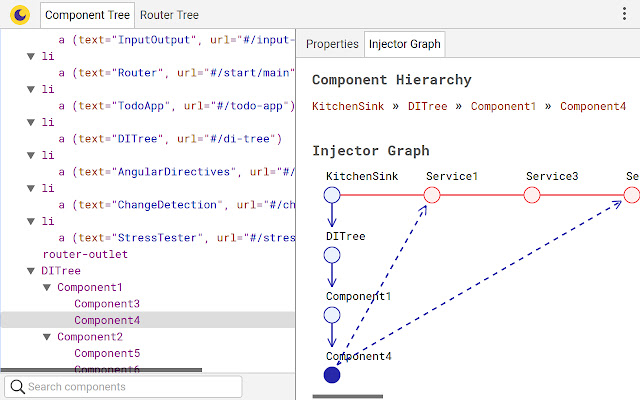 Component Tree Router Tree
a (text="InputOutput", url="#/input-
li
a (text="Router", url="#/start/main"
li
a (text="TodoApp", url="#/todo-app")
li
a (text="DITree", url="#/di-tree")
li
a (text="AngularDirectives", url="#/
li
a (text="ChangeDetection", url="#/ch
li
a (text="StressTester", url="#/stres
router-outlet
DITree
Component1
Component3
Component4
Component2
Component5
Component6
Search components
Properties Injector Graph
Component Hierarchy
KitchenSink » DITree » Component1 » Component4
Injector Graph
KitchenSink Service1 Service3 Se
DITree
Component1
Component4